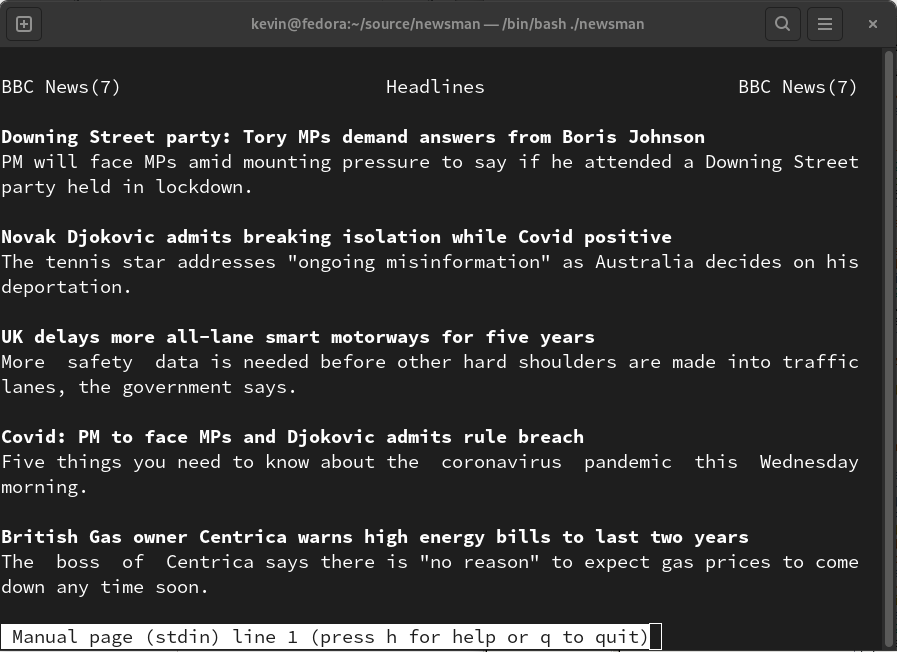 kevin@fedora:~/source/newsman — /bin/bash ./newsman
BBC News(7) Headlines BBC News(7)
Downing Street party: Tory MPs demand answers from Boris Johnson
PM will face MPs amid mounting pressure to say if he attended a Downing Street
party held in lockdown.
Novak Djokovic admits breaking isolation while Covid positive
The tennis star addresses "ongoing misinformation" as Australia decides on his
deportation.
UK delays more all-lane smart motorways for five years
More  safety  data is needed before other hard shoulders are made into traffic
lanes, the government says.
Covid: PM to face MPs and Djokovic admits rule breach
Five things you need to know about the  coronavirus  pandemic  this  Wednesday
morning.
British Gas owner Centrica warns high energy bills to last two years
The  boss  of  Centrica says there is "no reason" to expect gas prices to come
down any time soon.
Manual page (stdin) line 1 (press h for help or q to quit)